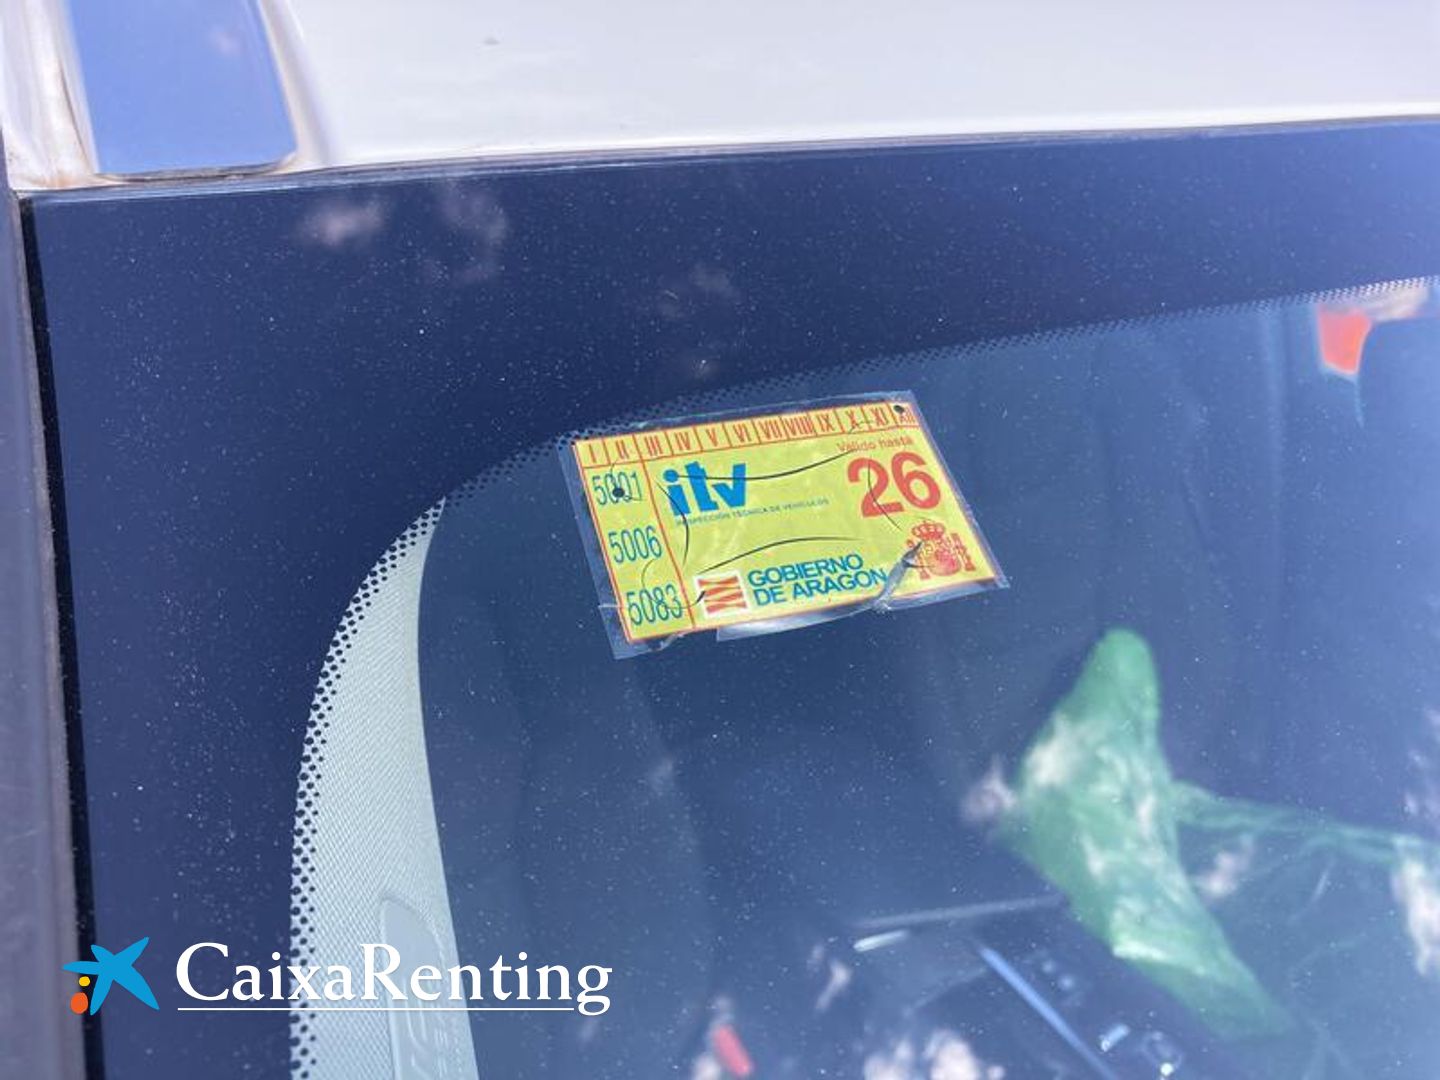 I II III IV V VI VII VIII IX X XI XII
Válido hasta
26
5001
itv
INSPECCIÓN TÉCNICA DE VEHÍCULOS
5006
5083
GOBIERNO
DE ARAGON
CaixaRenting